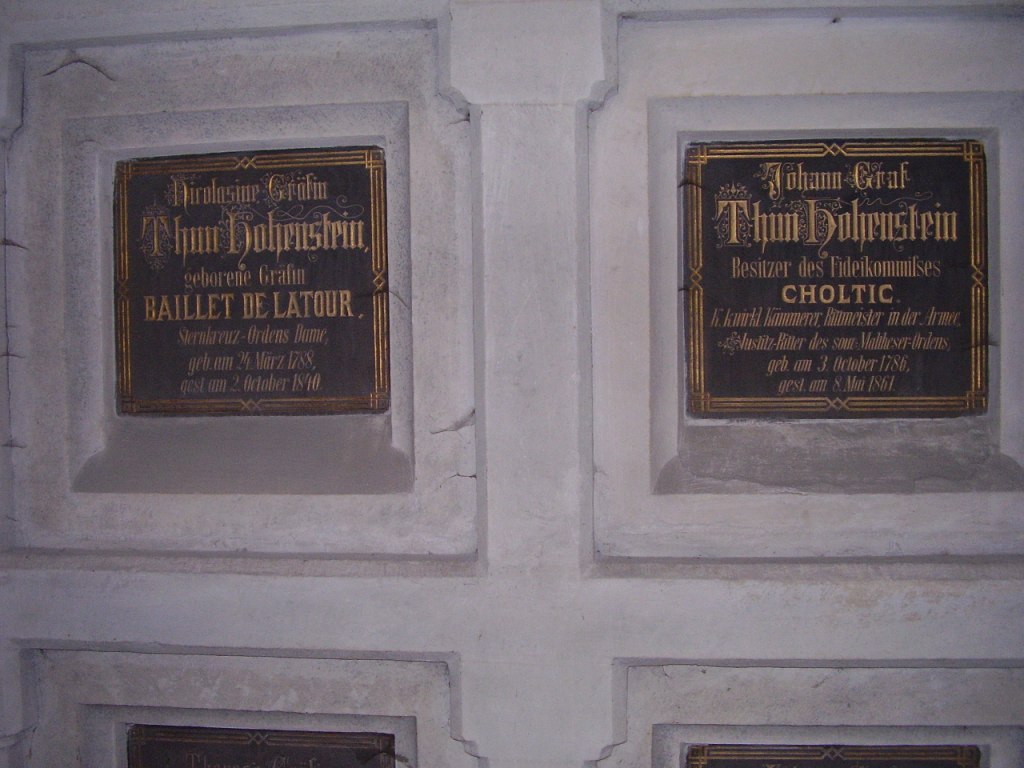 Nicolasine Gräfin
Thun Hohenstein,
geborene Gräfin
BAILLET DE LATOUR,
Sternkreuz-Ordens Dame,
geb. am 24. März 1788,
gest. am 2. October 1840.
Johann Graf
Thun Hohenstein
Besitzer des Fideikommisses
CHOLTIC.
K. k. wirkl. Kämmerer, Rittmeister in der Armee,
Justitz-Ritter des souv. Maltheser-Ordens,
geb. am 3. October 1786,
gest. am 8. Mai 1861.